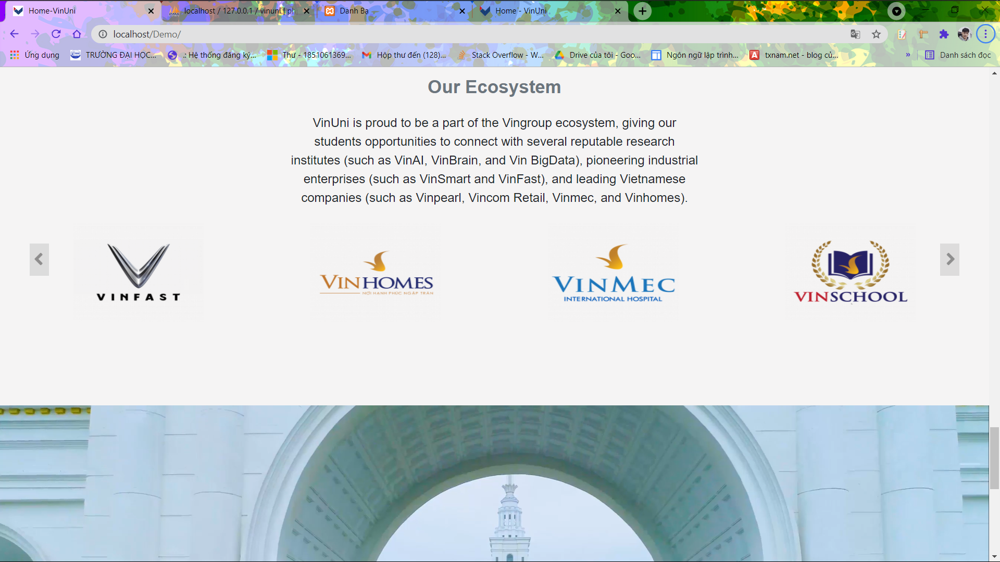 Home-VinUni
localhost / 127.0.0.1 / vinuni | ph
Danh Bạ
Home - VinUni
localhost/Demo/
Ứng dụng
TRƯỜNG ĐẠI HỌC...
.: Hệ thống đăng ký...
Thư - 1851061369...
Hộp thư đến (128)...
Stack Overflow - W...
Drive của tôi - Goo...
Ngôn ngữ lập trình...
txnam.net - blog củ...
»
Danh sách đọc
Our Ecosystem
VinUni is proud to be a part of the Vingroup ecosystem, giving our
students opportunities to connect with several reputable research
institutes (such as VinAI, VinBrain, and Vin BigData), pioneering industrial
enterprises (such as VinSmart and VinFast), and leading Vietnamese
companies (such as Vinpearl, Vincom Retail, Vinmec, and Vinhomes).
VINFAST
VINHOMES
NƠI HẠNH PHÚC NGẬP TRÀN
VINMEC
INTERNATIONAL HOSPITAL
VINSCHOOL